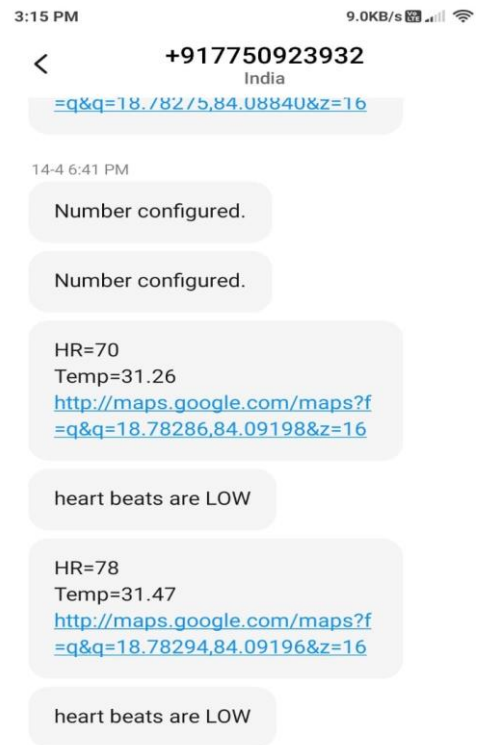 3:15 PM
9.0KB/s
+917750923932
India
=q&q=18.78275,84.08840&z=16
14-4 6:41 PM
Number configured.
Number configured.
HR=70
Temp=31.26
http://maps.google.com/maps?f
=q&q=18.78286,84.09198&z=16
heart beats are LOW
HR=78
Temp=31.47
http://maps.google.com/maps?f
=q&q=18.78294,84.09196&z=16
heart beats are LOW